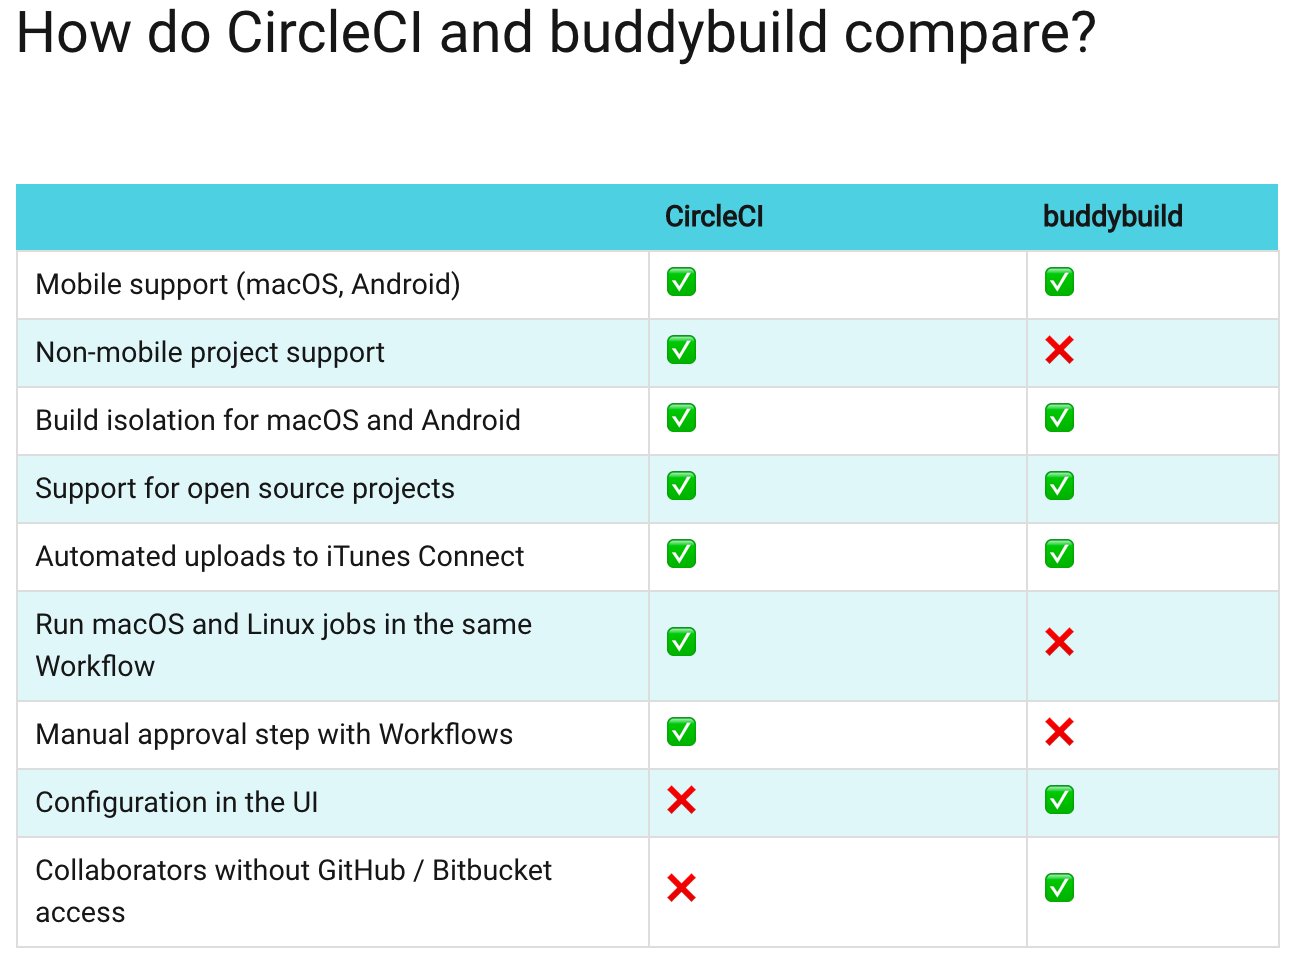 How do CircleCI and buddybuild compare?
CircleCI buddybuild
Mobile support (macOS, Android) ✅ ✅
Non-mobile project support ✅ ❌
Build isolation for macOS and Android ✅ ✅
Support for open source projects ✅ ✅
Automated uploads to iTunes Connect ✅ ✅
Run macOS and Linux jobs in the same
Workflow ✅ ❌
Manual approval step with Workflows ✅ ❌
Configuration in the UI ❌ ✅
Collaborators without GitHub / Bitbucket
access ❌ ✅